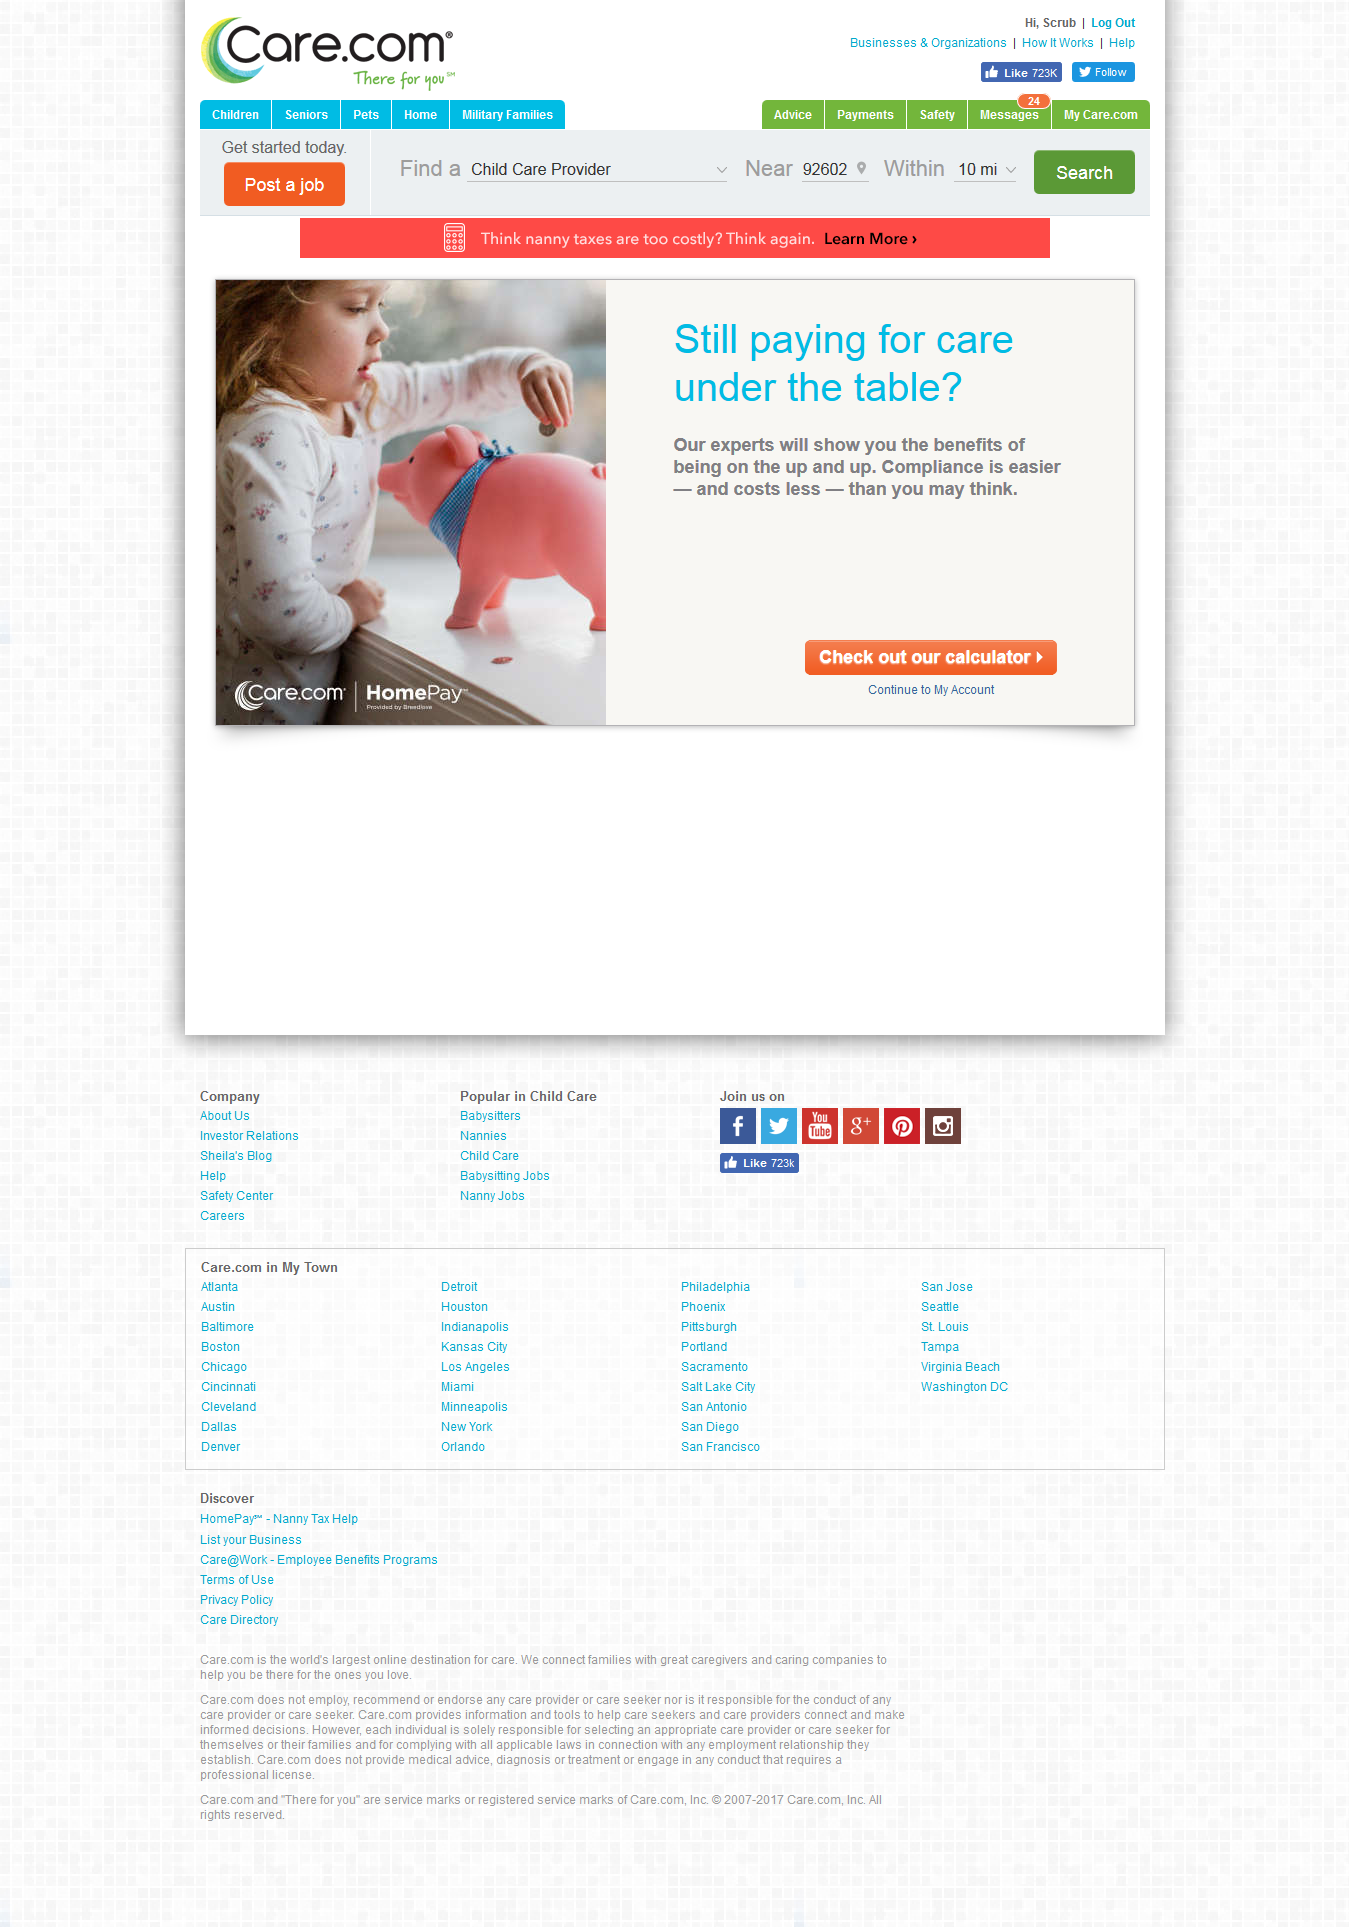 Care.com®
There for you℠
Hi, Scrub | Log Out
Businesses & Organizations | How It Works | Help
Like 723K
Follow
Children
Seniors
Pets
Home
Military Families
Advice
Payments
Safety
Messages
24
My Care.com
Get started today.
Post a job
Find a Child Care Provider
Near 92602
Within 10 mi
Search
Think nanny taxes are too costly? Think again. Learn More ›
Still paying for care
under the table?
Our experts will show you the benefits of
being on the up and up. Compliance is easier
— and costs less — than you may think.
Check out our calculator
Continue to My Account
Care.com | HomePay℠
Provided by Breedlove
Company
About Us
Investor Relations
Sheila's Blog
Help
Safety Center
Careers
Popular in Child Care
Babysitters
Nannies
Child Care
Babysitting Jobs
Nanny Jobs
Join us on
f
You
Tube
g+
Like 723k
Care.com in My Town
Atlanta
Austin
Baltimore
Boston
Chicago
Cincinnati
Cleveland
Dallas
Denver
Detroit
Houston
Indianapolis
Kansas City
Los Angeles
Miami
Minneapolis
New York
Orlando
Philadelphia
Phoenix
Pittsburgh
Portland
Sacramento
Salt Lake City
San Antonio
San Diego
San Francisco
San Jose
Seattle
St. Louis
Tampa
Virginia Beach
Washington DC
Discover
HomePay℠ - Nanny Tax Help
List your Business
Care@Work - Employee Benefits Programs
Terms of Use
Privacy Policy
Care Directory
Care.com is the world's largest online destination for care. We connect families with great caregivers and caring companies to
help you be there for the ones you love.
Care.com does not employ, recommend or endorse any care provider or care seeker nor is it responsible for the conduct of any
care provider or care seeker. Care.com provides information and tools to help care seekers and care providers connect and make
informed decisions. However, each individual is solely responsible for selecting an appropriate care provider or care seeker for
themselves or their families and for complying with all applicable laws in connection with any employment relationship they
establish. Care.com does not provide medical advice, diagnosis or treatment or engage in any conduct that requires a
professional license.
Care.com and "There for you" are service marks or registered service marks of Care.com, Inc. © 2007-2017 Care.com, Inc. All
rights reserved.